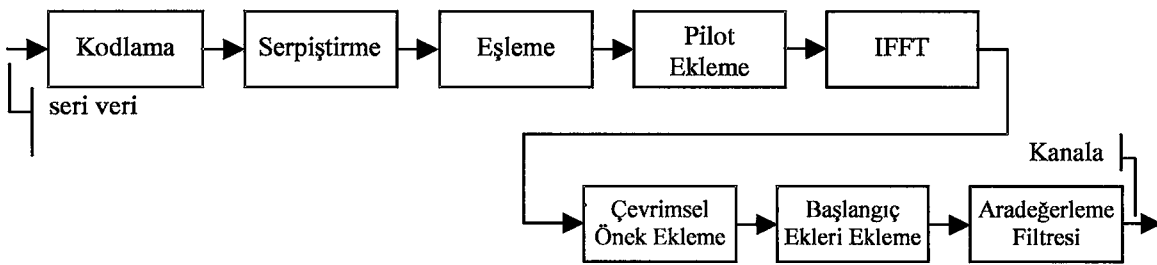 Kodlama
Serpiştirme
Eşleme
Pilot
Ekleme
IFFT
seri veri
Kanala
Çevrimsel
Önek Ekleme
Başlangıç
Ekleri Ekleme
Aradeğerleme
Filtresi